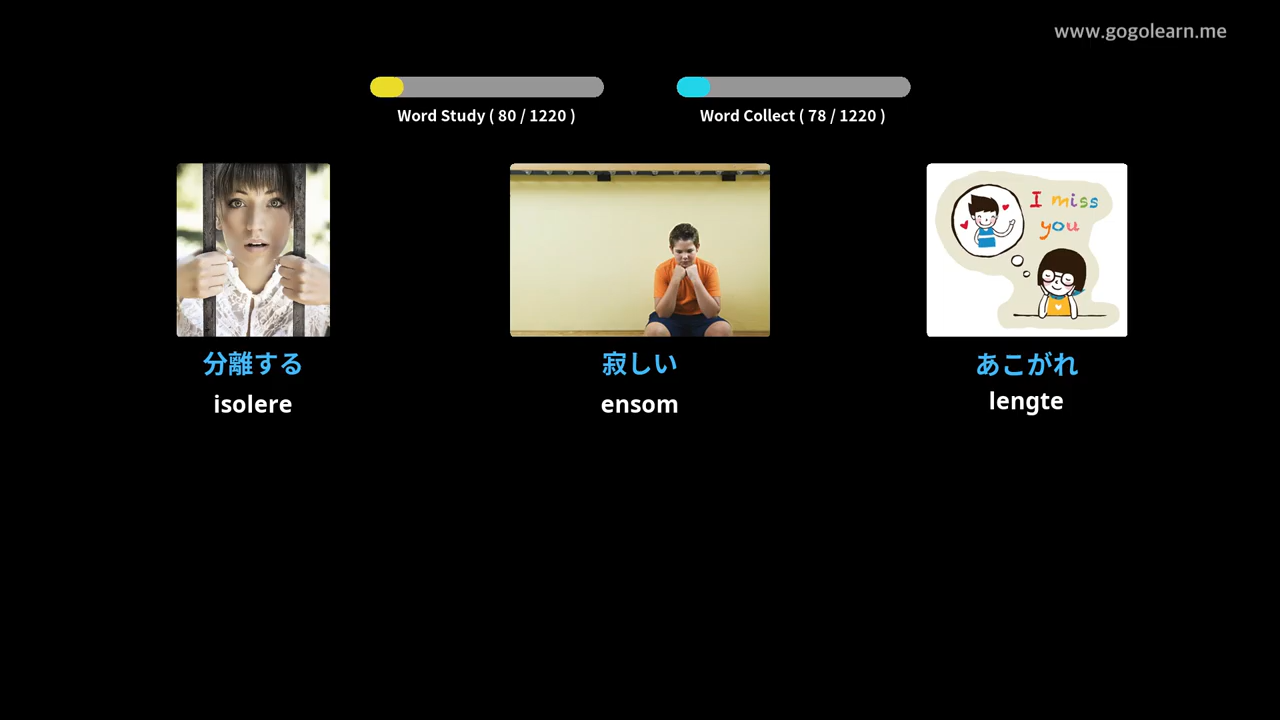 www.gogolearn.me
Word Study ( 80 / 1220 )
Word Collect ( 78 / 1220 )
I miss
you
分離する
寂しい
あこがれ
isolere
ensom
lengte